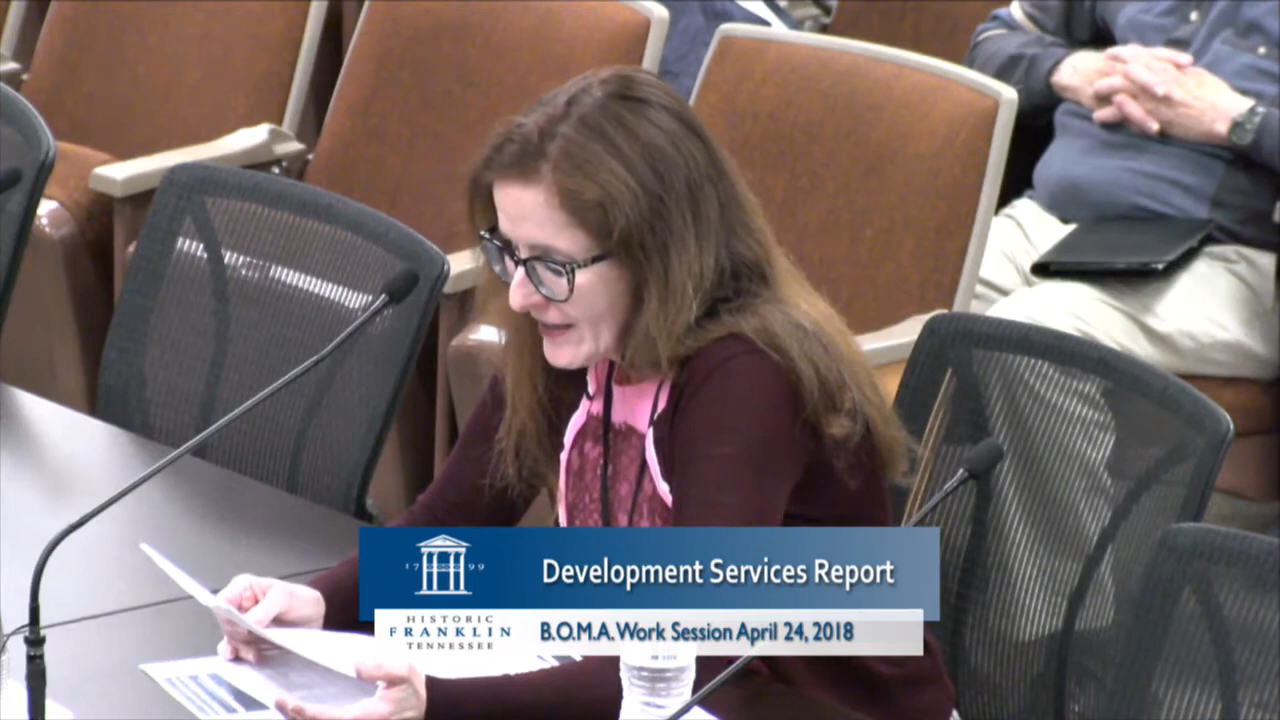 17 99
Development Services Report
HISTORIC
FRANKLIN
TENNESSEE
B.O.M.A. Work Session April 24, 2018